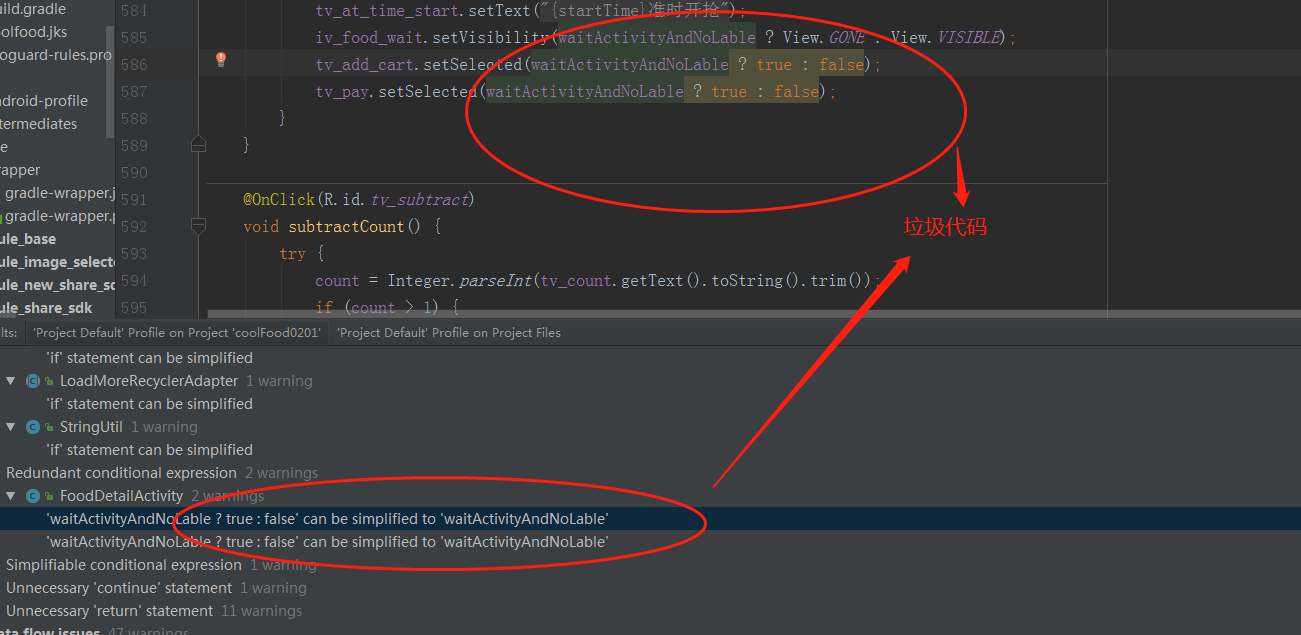 uild.gradle
oolfood.jks
oguard-rules.pro
ndroid-profile
termediates
e
rapper
gradle-wrapper.j
gradle-wrapper.p
ule_base
ule_image_selecto
ule_new_share_sd
ule_share_sdk
584 tv_at_time_start.setText("{startTime}准时开抢");
585 iv_food_wait.setVisibility(waitActivityAndNoLable ? View.GONE : View.VISIBLE);
586 tv_add_cart.setSelected(waitActivityAndNoLable ? true : false);
587 tv_pay.setSelected(waitActivityAndNoLable ? true : false);
588 }
589 }
590
591 @OnClick(R.id.tv_subtract)
592 void subtractCount() {
593 try {
594 count = Integer.parseInt(tv_count.getText().toString().trim());
595 if (count > 1) {
垃圾代码
lts: 'Project Default' Profile on Project 'coolFood0201' 'Project Default' Profile on Project Files
'if' statement can be simplified
LoadMoreRecyclerAdapter 1 warning
'if' statement can be simplified
StringUtil 1 warning
'if' statement can be simplified
Redundant conditional expression 2 warnings
FoodDetailActivity 2 warnings
'waitActivityAndNoLable ? true : false' can be simplified to 'waitActivityAndNoLable'
'waitActivityAndNoLable ? true : false' can be simplified to 'waitActivityAndNoLable'
Simplifiable conditional expression 1 warning
Unnecessary 'continue' statement 1 warning
Unnecessary 'return' statement 11 warnings
ata flow issues 47 warnings